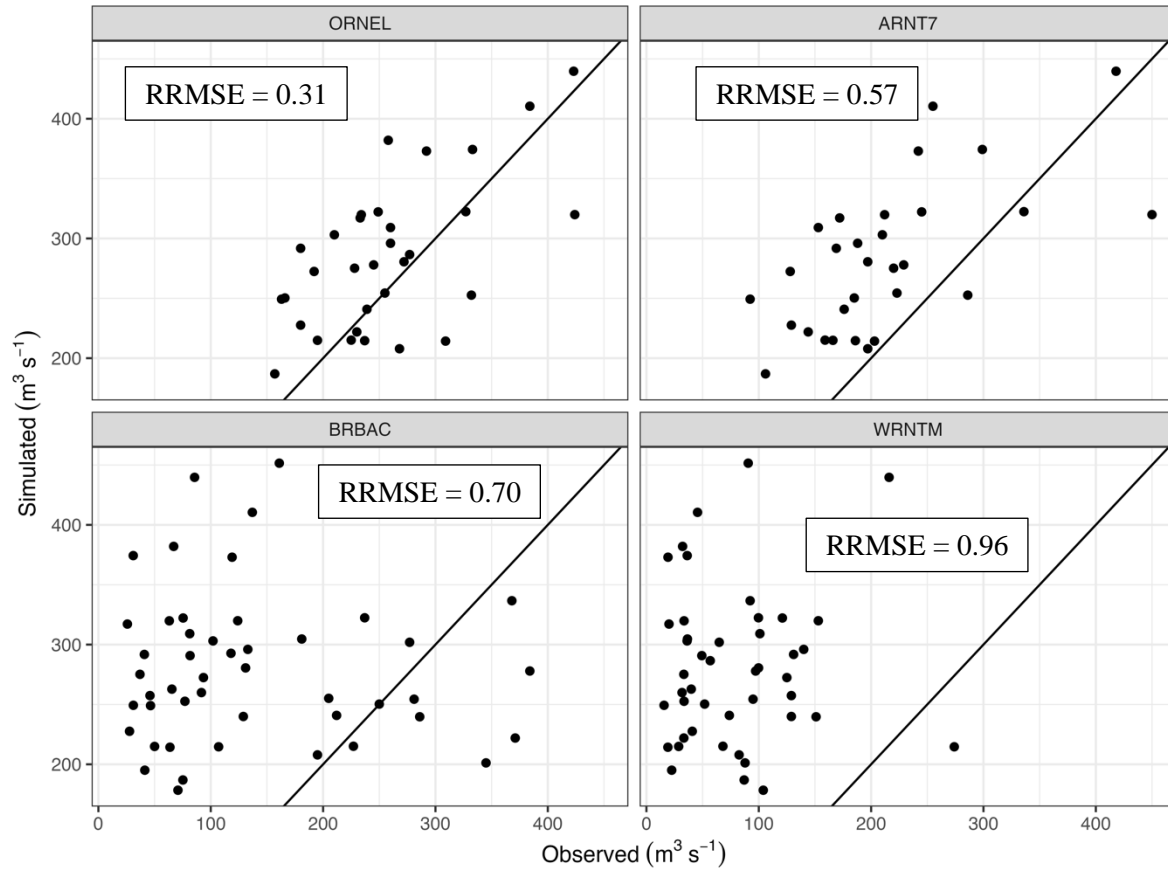 ORNEL
ARNT7
RRMSE = 0.31
RRMSE = 0.57
400
300
200
BRBAC
WRNTM
RRMSE = 0.70
RRMSE = 0.96
400
300
200
0 100 200 300 400
0 100 200 300 400
Simulated (m³ s⁻¹)
Observed (m³ s⁻¹)